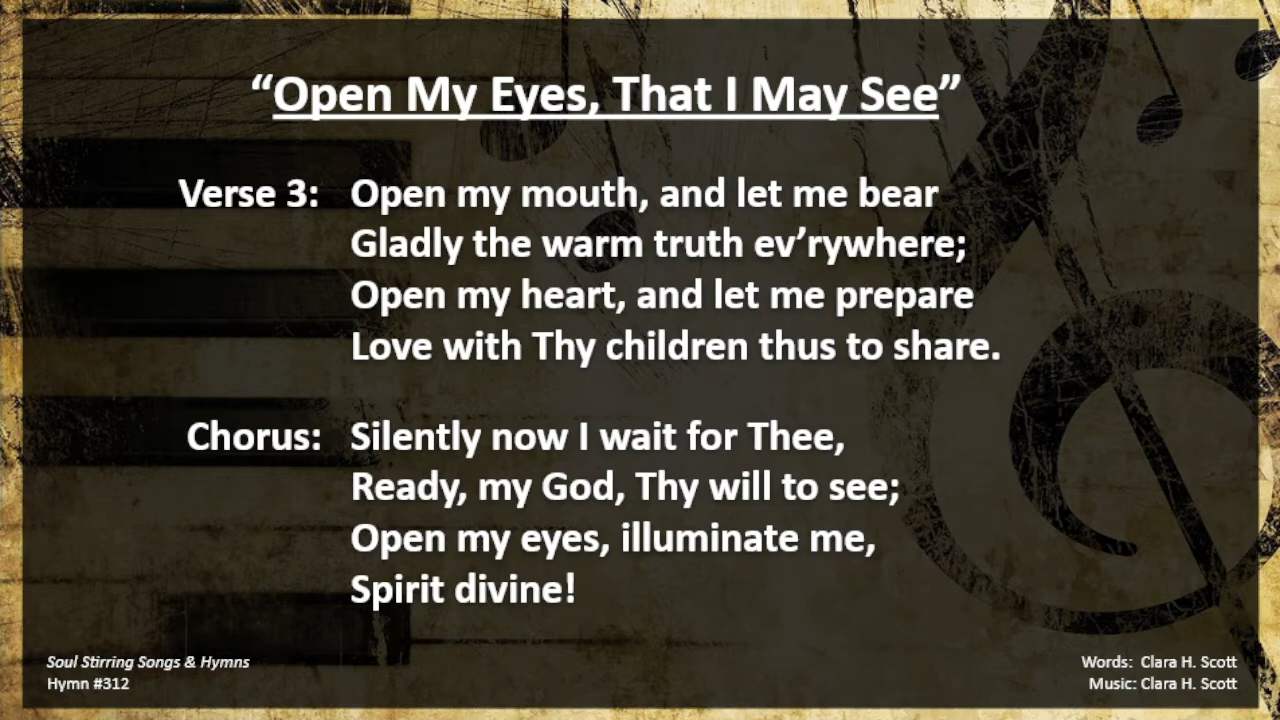 “Open My Eyes, That I May See”
Verse 3: Open my mouth, and let me bear
Gladly the warm truth ev’rywhere;
Open my heart, and let me prepare
Love with Thy children thus to share.
Chorus: Silently now I wait for Thee,
Ready, my God, Thy will to see;
Open my eyes, illuminate me,
Spirit divine!
Soul Stirring Songs & Hymns
Hymn #312
Words: Clara H. Scott
Music: Clara H. Scott